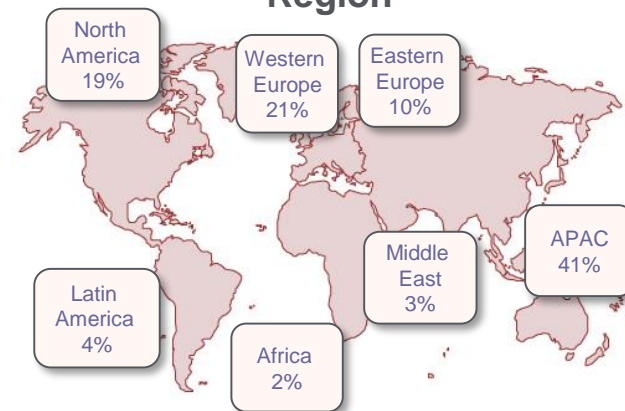 Region
North
America
19%
Western
Europe
21%
Eastern
Europe
10%
APAC
41%
Middle
East
3%
Latin
America
4%
Africa
2%